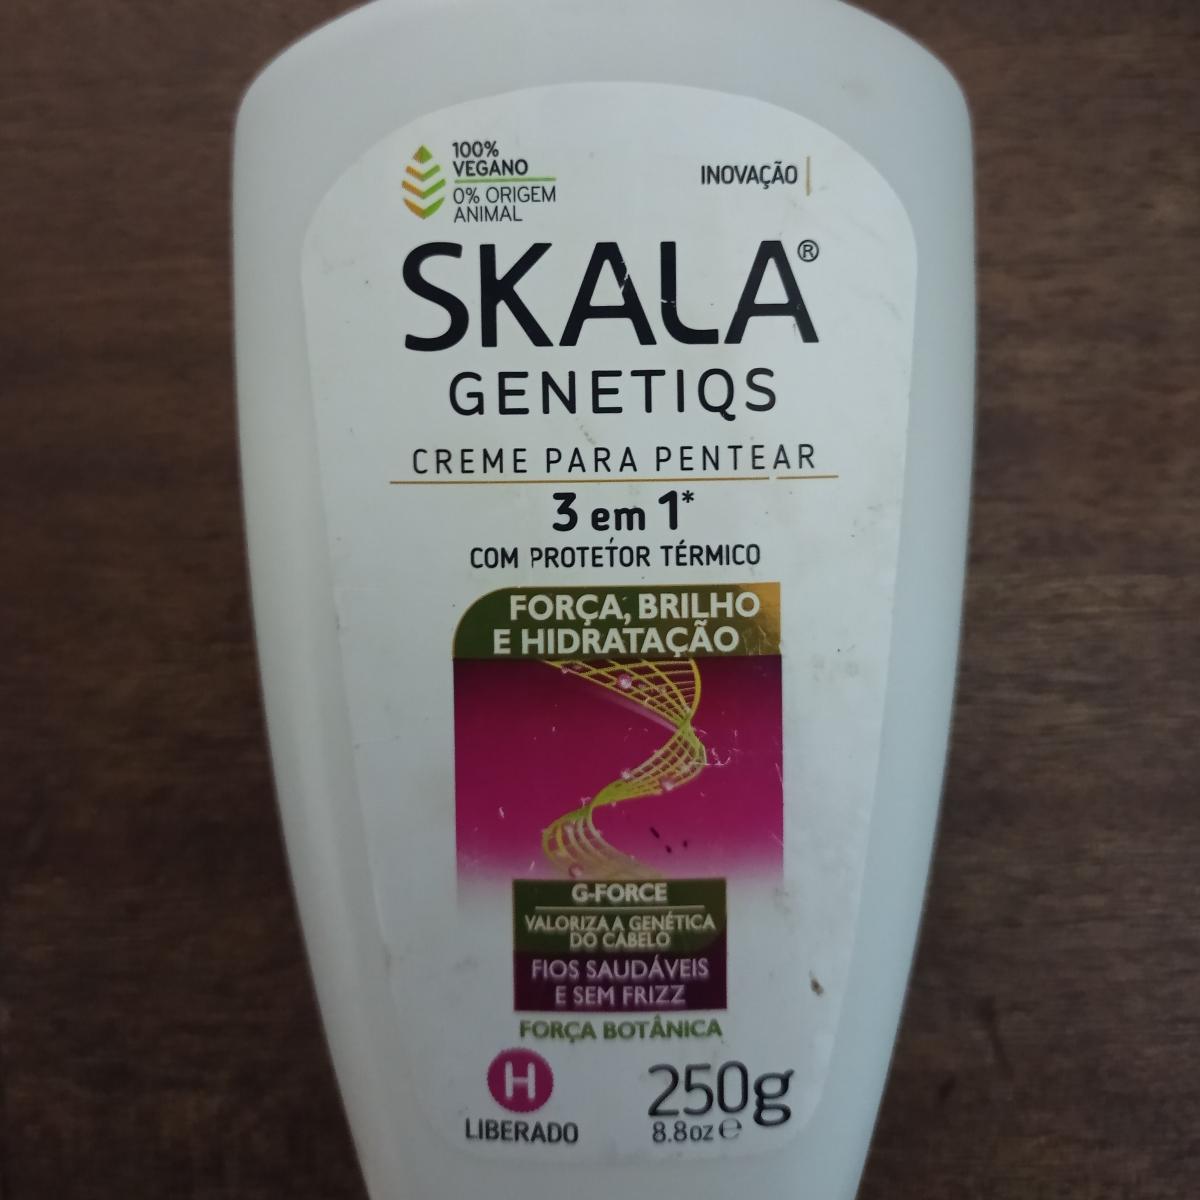 100%
VEGANO
0% ORIGEM
ANIMAL
INOVAÇÃO
SKALA®
GENETIQS
CREME PARA PENTEAR
3 em 1*
COM PROTETOR TÉRMICO
FORÇA, BRILHO
E HIDRATAÇÃO
G-FORCE
VALORIZA A GENÉTICA
DO CABELO
FIOS SAUDÁVEIS
E SEM FRIZZ
FORÇA BOTÂNICA
H
LIBERADO
250g
8.8oz ℮